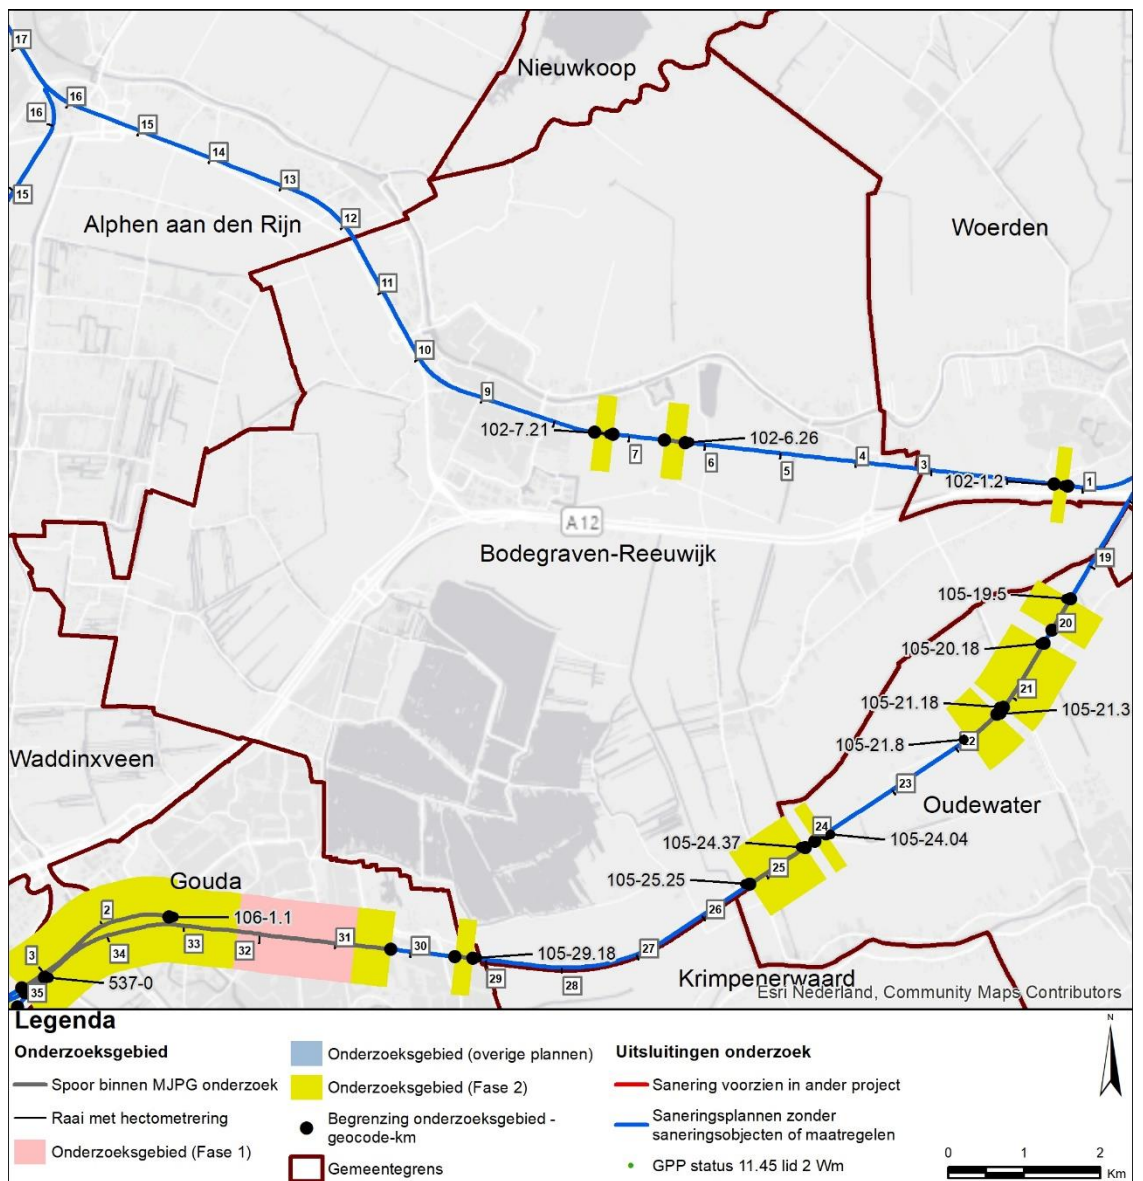 17
Nieuwkoop
16
16
15
14
13
15
12
Alphen aan den Rijn
Woerden
11
10
9
102-7.21
102-6.26
7
6
5
4
3
102-1.2
1
A12
Bodegraven-Reeuwijk
19
105-19.5
20
105-20.18
21
105-21.18
105-21.3
105-21.8
22
Waddinxveen
23
Oudewater
24
105-24.37
105-24.04
25
105-25.25
Gouda
26
2
106-1.1
34
33
32
31
30
105-29.18
27
3
537-0
29
28
35
Krimpenerwaard
Esri Nederland, Community Maps Contributors
Legenda
Onderzoeksgebied
Spoor binnen MJPG onderzoek
Raai met hectometrering
Onderzoeksgebied (Fase 1)
Onderzoeksgebied (overige plannen)
Onderzoeksgebied (Fase 2)
Begrenzing onderzoeksgebied -
geocode-km
Gemeentegrens
Uitsluitingen onderzoek
Sanering voorzien in ander project
Saneringsplannen zonder
saneringsobjecten of maatregelen
GPP status 11.45 lid 2 Wm
N
0 1 2
Km